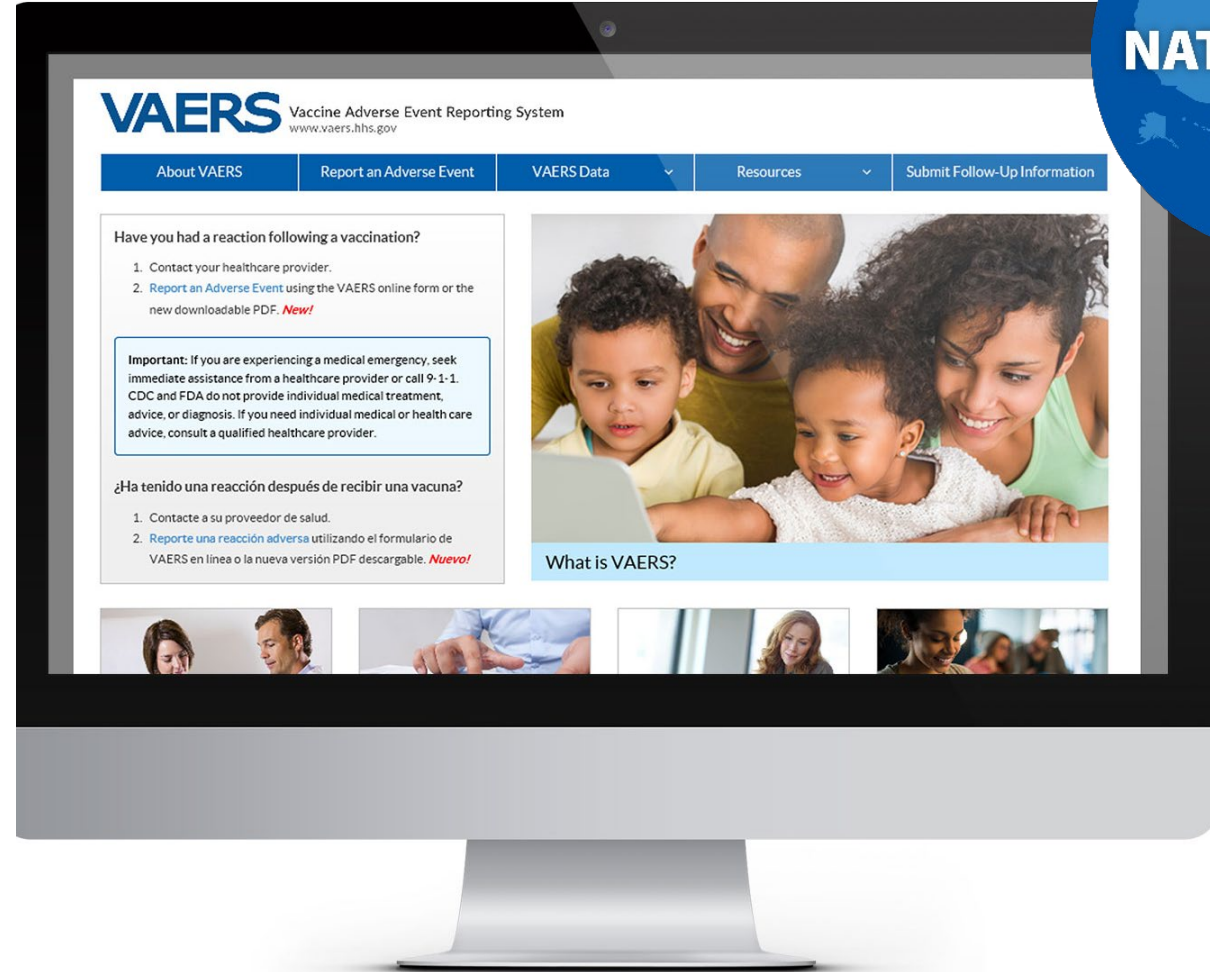 NAT
VAERS Vaccine Adverse Event Reporting System
www.vaers.hhs.gov
About VAERS Report an Adverse Event VAERS Data Resources Submit Follow-Up Information
Have you had a reaction following a vaccination?
1. Contact your healthcare provider.
2. Report an Adverse Event using the VAERS online form or the
new downloadable PDF. New!
Important: If you are experiencing a medical emergency, seek
immediate assistance from a healthcare provider or call 9-1-1.
CDC and FDA do not provide individual medical treatment,
advice, or diagnosis. If you need individual medical or health care
advice, consult a qualified healthcare provider.
¿Ha tenido una reacción después de recibir una vacuna?
1. Contacte a su proveedor de salud.
2. Reporte una reacción adversa utilizando el formulario de
VAERS en línea o la nueva versión PDF descargable. Nuevo!
What is VAERS?